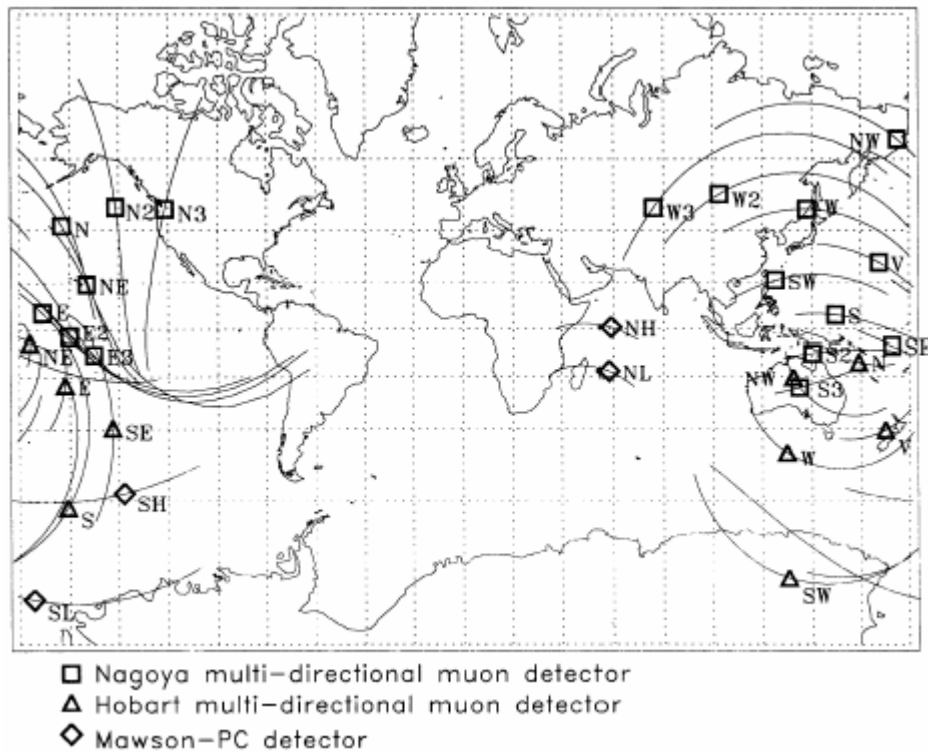 NW
N2
N3
W3
W2
W
N
NE
SW
V
E
E2
E3
NH
S
SE
NE
S2
N
E
NL
NW
S3
SE
W
V
SH
S
SL
SW
Nagoya multi-directional muon detector
Hobart multi-directional muon detector
Mawson-PC detector